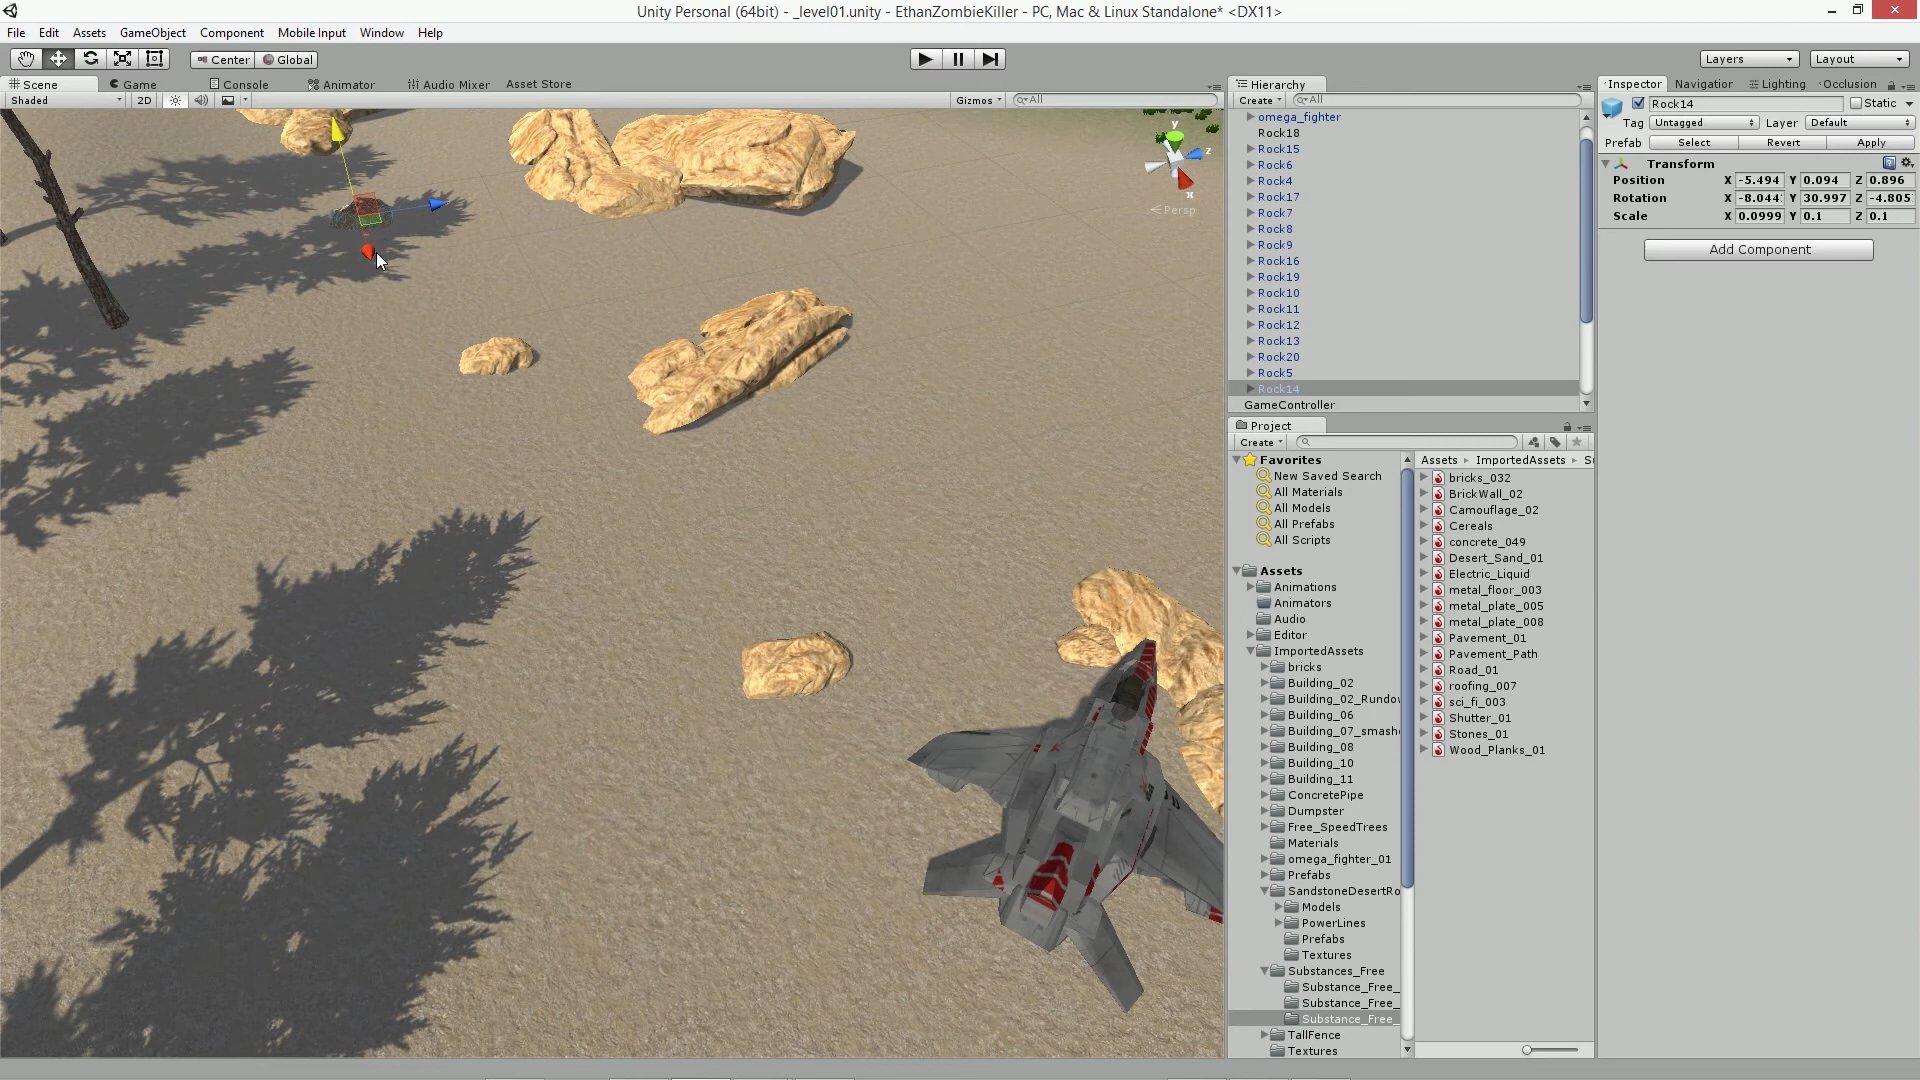 Unity Personal (64bit) - _level01.unity - EthanZombieKiller - PC, Mac & Linux Standalone* <DX11>
File Edit Assets GameObject Component Mobile Input Window Help
Center Global Layers Layout
Scene Game Console Animator Audio Mixer Asset Store
Shaded 2D Gizmos All
y
z
x
Persp
Hierarchy
Create All
omega_fighter
Rock18
Rock15
Rock6
Rock4
Rock17
Rock7
Rock8
Rock9
Rock16
Rock19
Rock10
Rock11
Rock12
Rock13
Rock20
Rock5
Rock14
GameController
Project
Create
Favorites
New Saved Search
All Materials
All Models
All Prefabs
All Scripts
Assets
Animations
Animators
Audio
Editor
ImportedAssets
bricks
Building_02
Building_02_Rundo
Building_06
Building_07_smash
Building_08
Building_10
Building_11
ConcretePipe
Dumpster
Free_SpeedTrees
Materials
omega_fighter_01
Prefabs
SandstoneDesertRo
Models
PowerLines
Prefabs
Textures
Substances_Free
Substance_Free_
Substance_Free_
Substance_Free_
TallFence
Textures
Assets ImportedAssets S
bricks_032
BrickWall_02
Camouflage_02
Cereals
concrete_049
Desert_Sand_01
Electric_Liquid
metal_floor_003
metal_plate_005
metal_plate_008
Pavement_01
Pavement_Path
Road_01
roofing_007
sci_fi_003
Shutter_01
Stones_01
Wood_Planks_01
Inspector Navigation Lighting Occlusion
Rock14 Static
Tag Untagged Layer Default
Prefab Select Revert Apply
Transform
Position X -5.494 Y 0.094 Z 0.896
Rotation X -8.044 Y 30.997 Z -4.805
Scale X 0.0999 Y 0.1 Z 0.1
Add Component